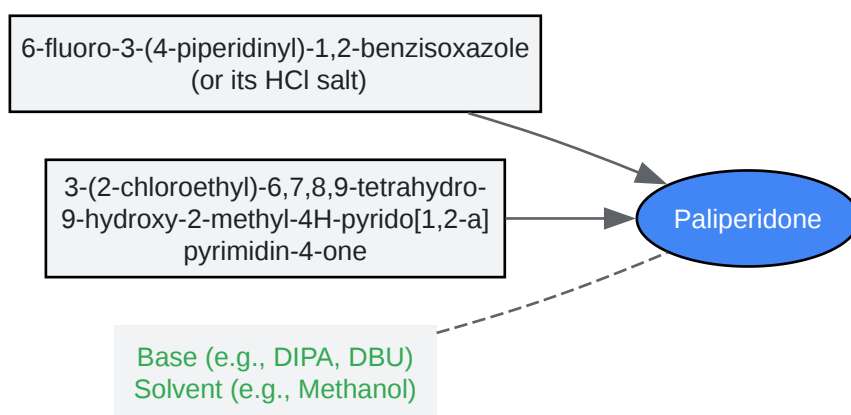 6-fluoro-3-(4-piperidinyl)-1,2-benzisoxazole
(or its HCl salt)
3-(2-chloroethyl)-6,7,8,9-tetrahydro-
9-hydroxy-2-methyl-4H-pyrido[1,2-a]
pyrimidin-4-one
Paliperidone
Base (e.g., DIPA, DBU)
Solvent (e.g., Methanol)